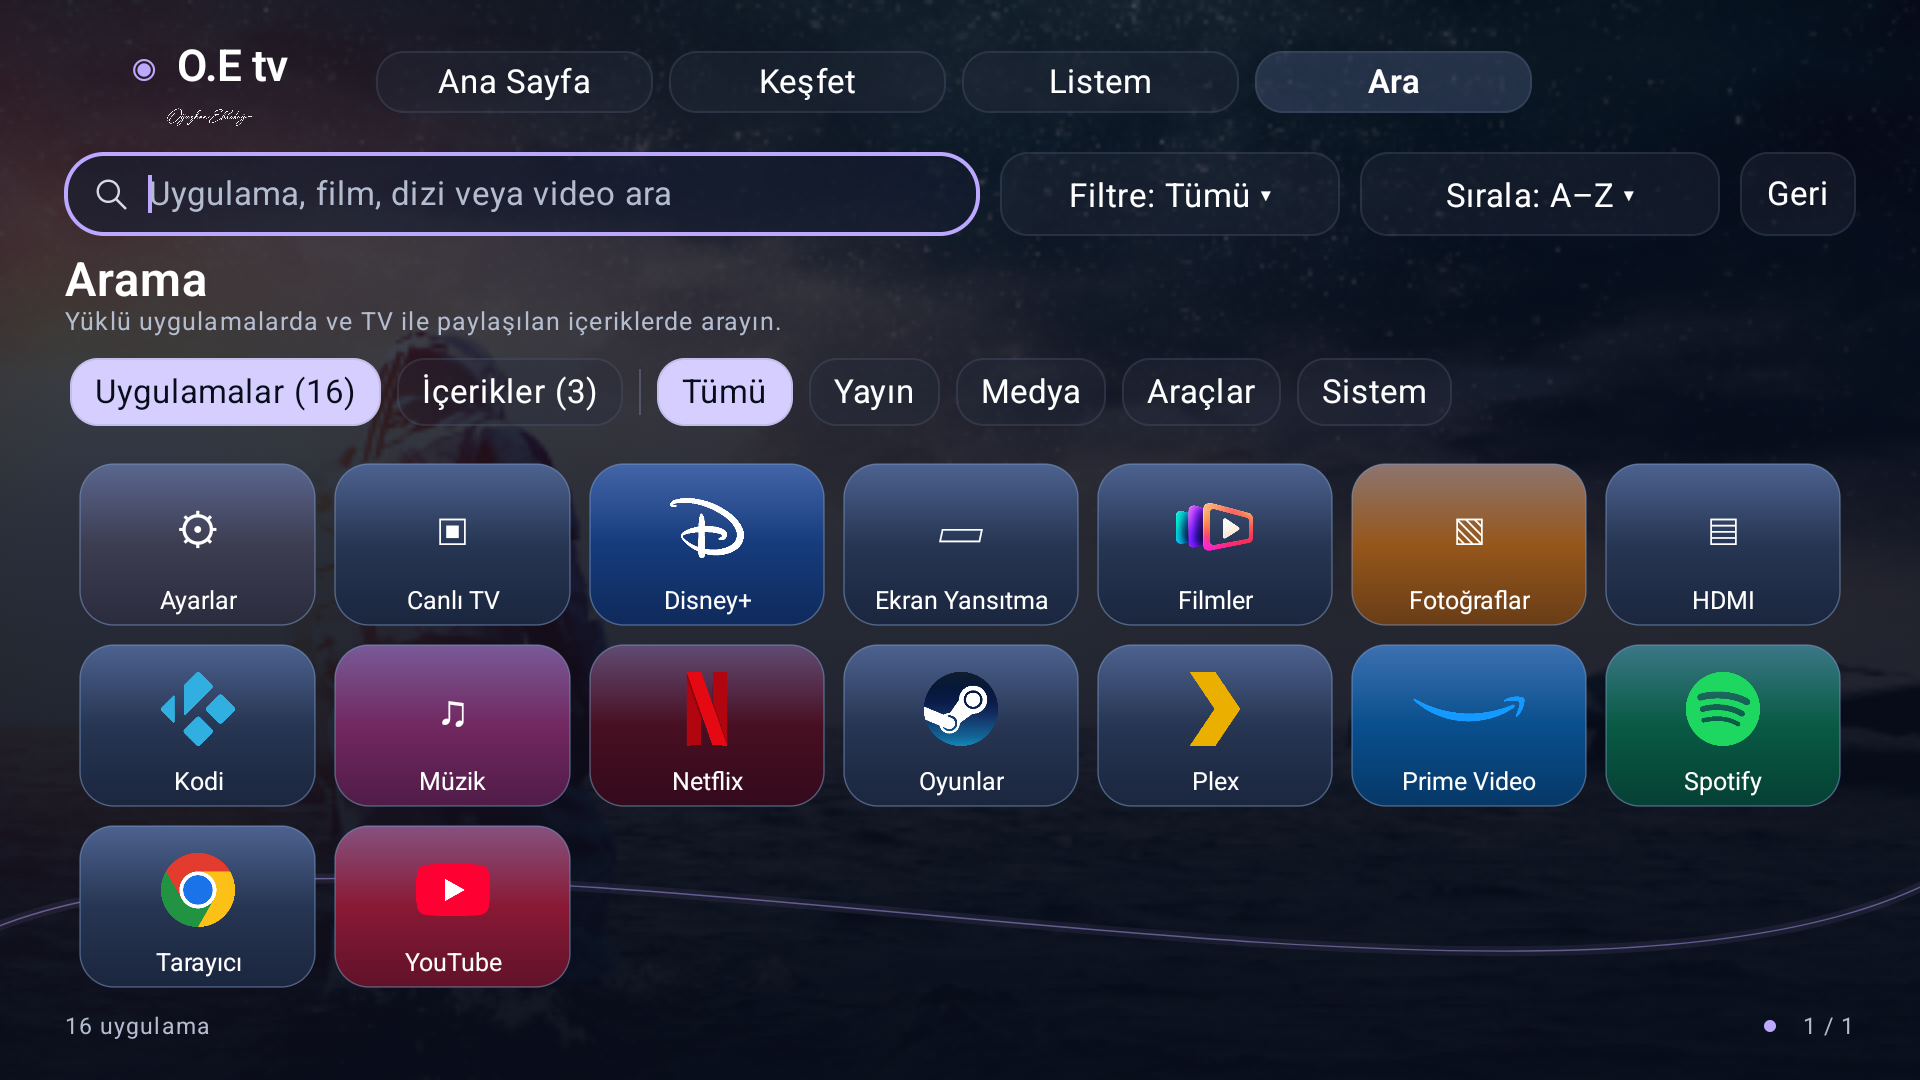 O.E tv
Ana Sayfa
Keşfet
Listem
Ara
Uygulama, film, dizi veya video ara
Filtre: Tümü ▾
Sırala: A–Z ▾
Geri
Arama
Yüklü uygulamalarda ve TV ile paylaşılan içeriklerde arayın.
Uygulamalar (16)
İçerikler (3)
Tümü
Yayın
Medya
Araçlar
Sistem
Ayarlar
Canlı TV
Disney+
Ekran Yansıtma
Filmler
Fotoğraflar
HDMI
Kodi
Müzik
Netflix
Oyunlar
Plex
Prime Video
Spotify
Tarayıcı
YouTube
16 uygulama
1 / 1